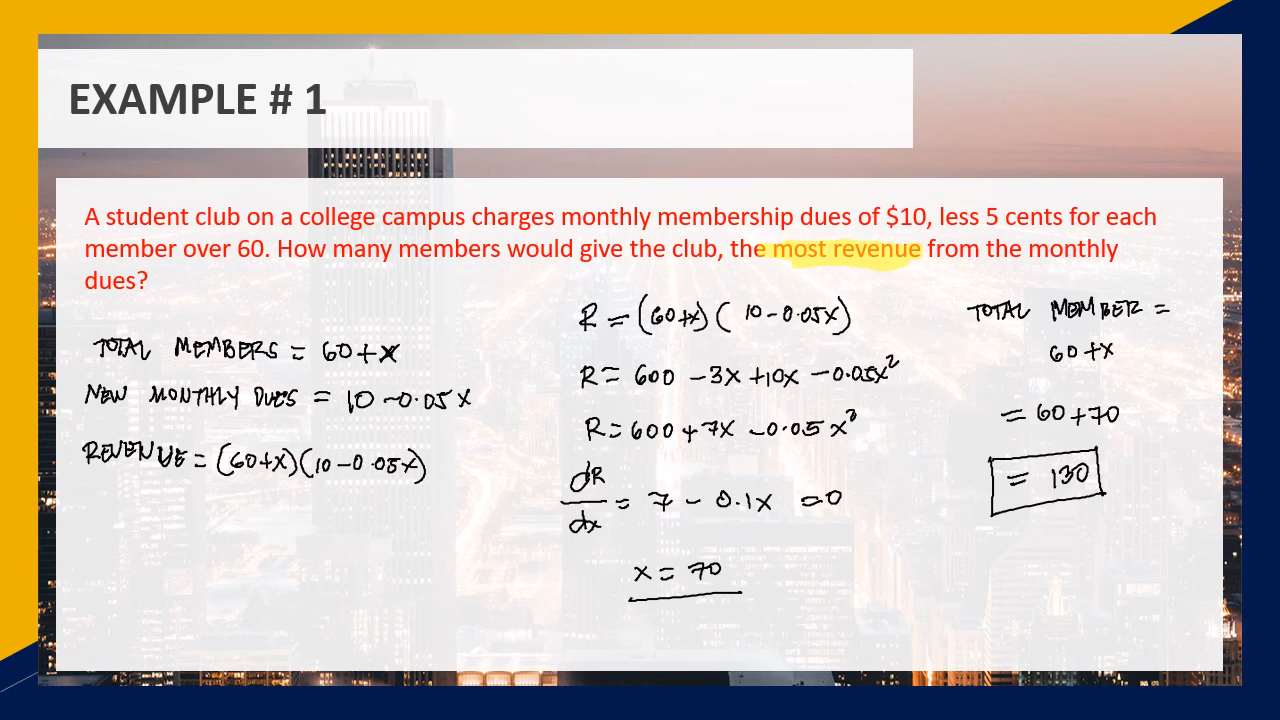 EXAMPLE # 1
A student club on a college campus charges monthly membership dues of $10, less 5 cents for each
member over 60. How many members would give the club, the most revenue from the monthly
dues?
TOTAL MEMBERS = 60+x
NEW MONTHLY DUES = 10 -0.05x
REVENUE = (60+x)(10-0.05x)
R = (60+x)( 10-0.05x)
R = 600 -3x +10x -0.05x²
R = 600 + 7x -0.05x²
dR/dx = 7 - 0.1x =0
x = 70
TOTAL MEMBER =
60+x
= 60+70
= 130